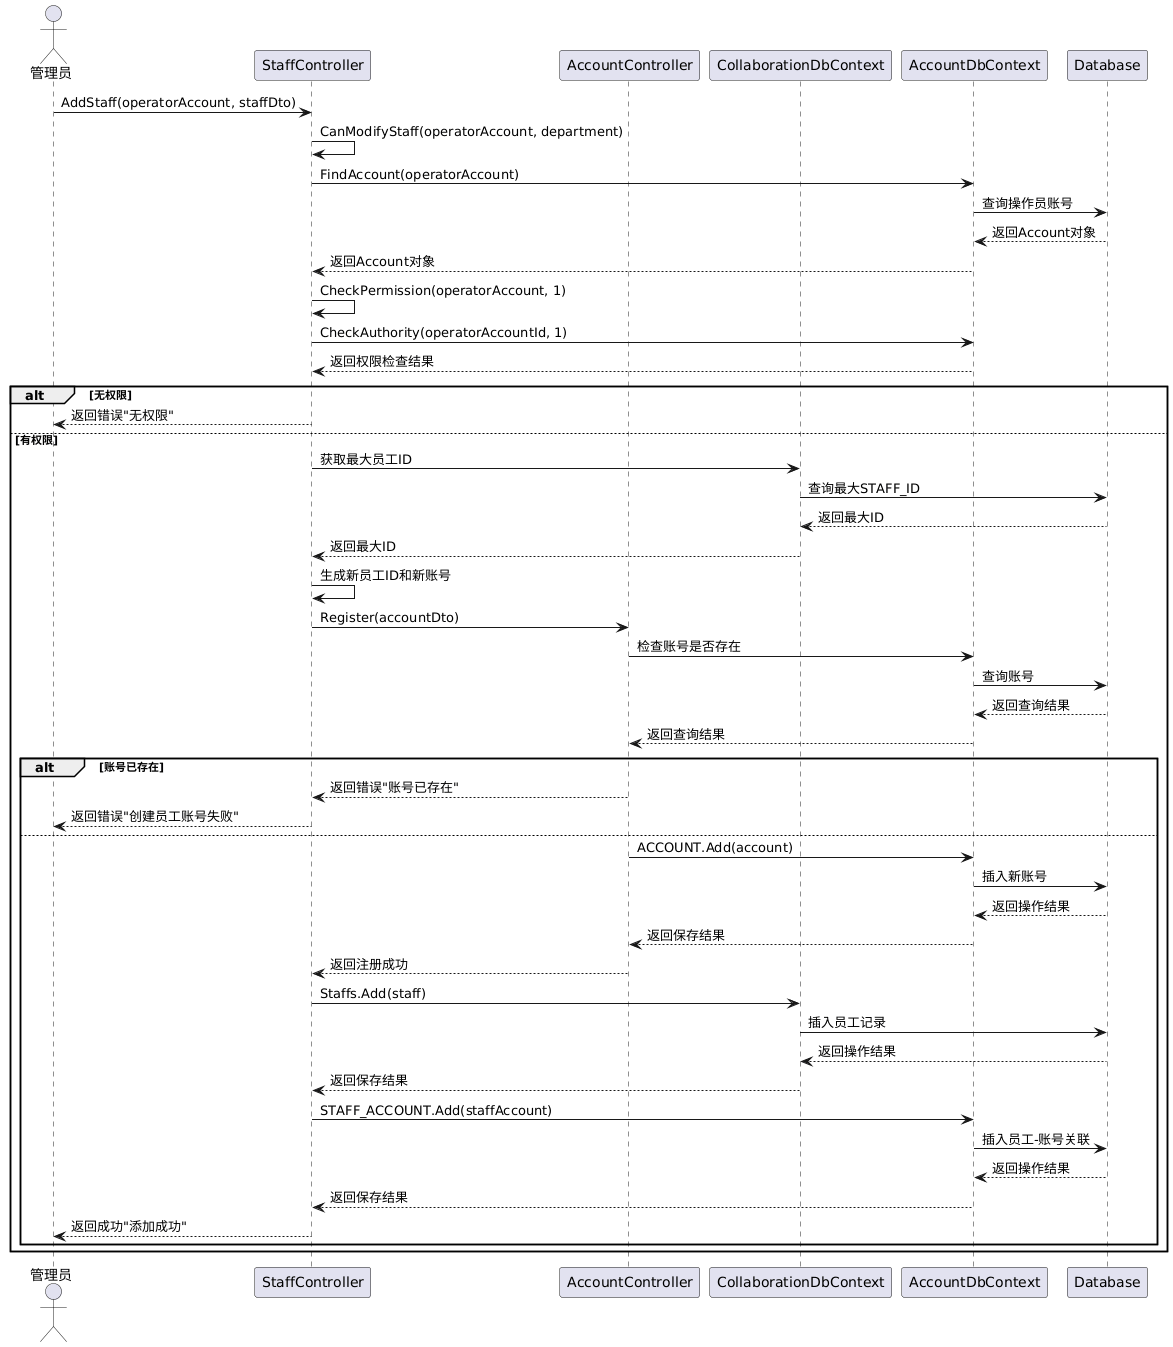 管理员
StaffController
AccountController
CollaborationDbContext
AccountDbContext
Database
AddStaff(operatorAccount, staffDto)
CanModifyStaff(operatorAccount, department)
FindAccount(operatorAccount)
查询操作员账号
返回Account对象
返回Account对象
CheckPermission(operatorAccount, 1)
CheckAuthority(operatorAccountId, 1)
返回权限检查结果
alt
[无权限]
返回错误"无权限"
[有权限]
获取最大员工ID
查询最大STAFF_ID
返回最大ID
返回最大ID
生成新员工ID和新账号
Register(accountDto)
检查账号是否存在
查询账号
返回查询结果
返回查询结果
alt
[账号已存在]
返回错误"账号已存在"
返回错误"创建员工账号失败"
ACCOUNT.Add(account)
插入新账号
返回操作结果
返回保存结果
返回注册成功
Staffs.Add(staff)
插入员工记录
返回操作结果
返回保存结果
STAFF_ACCOUNT.Add(staffAccount)
插入员工-账号关联
返回操作结果
返回保存结果
返回成功"添加成功"
管理员
StaffController
AccountController
CollaborationDbContext
AccountDbContext
Database